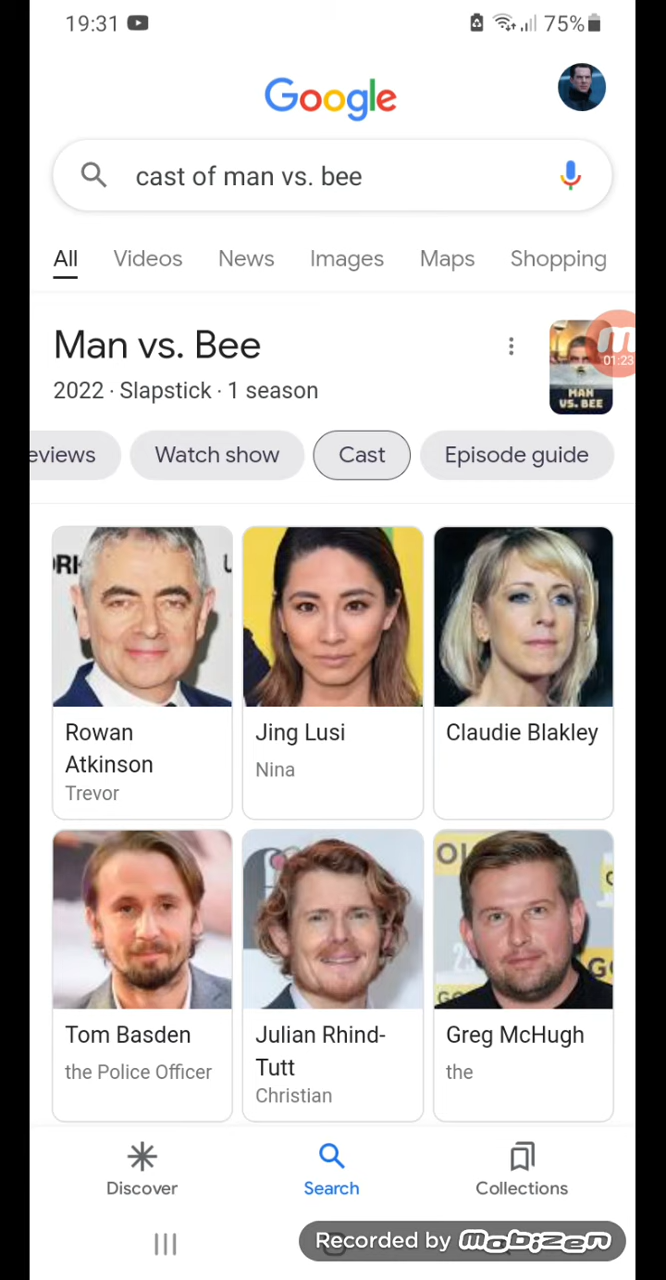 19:31
75%
Google
cast of man vs. bee
All Videos News Images Maps Shopping
Man vs. Bee
2022 · Slapstick · 1 season
01:23
MAN
VS. BEE
eviews Watch show Cast Episode guide
Rowan
Atkinson
Trevor
Jing Lusi
Nina
Claudie Blakley
Tom Basden
the Police Officer
Julian Rhind-
Tutt
Christian
Greg McHugh
the
Discover Search Collections
Recorded by mobizen